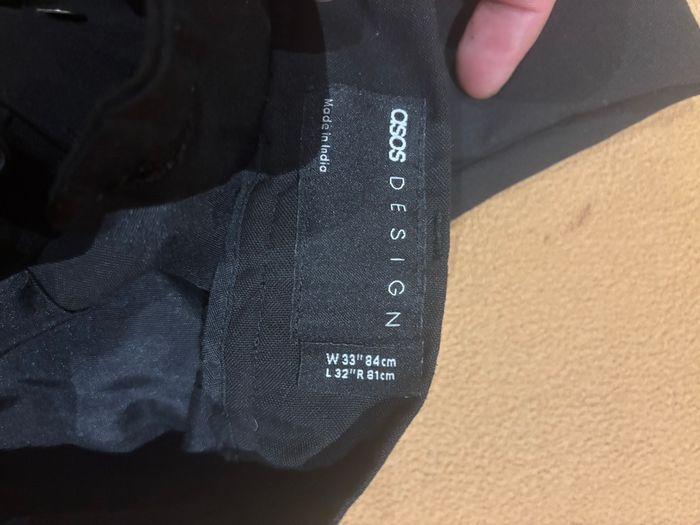 asos DESIGN
Made in India
W 33" 84cm
L 32" R 81cm